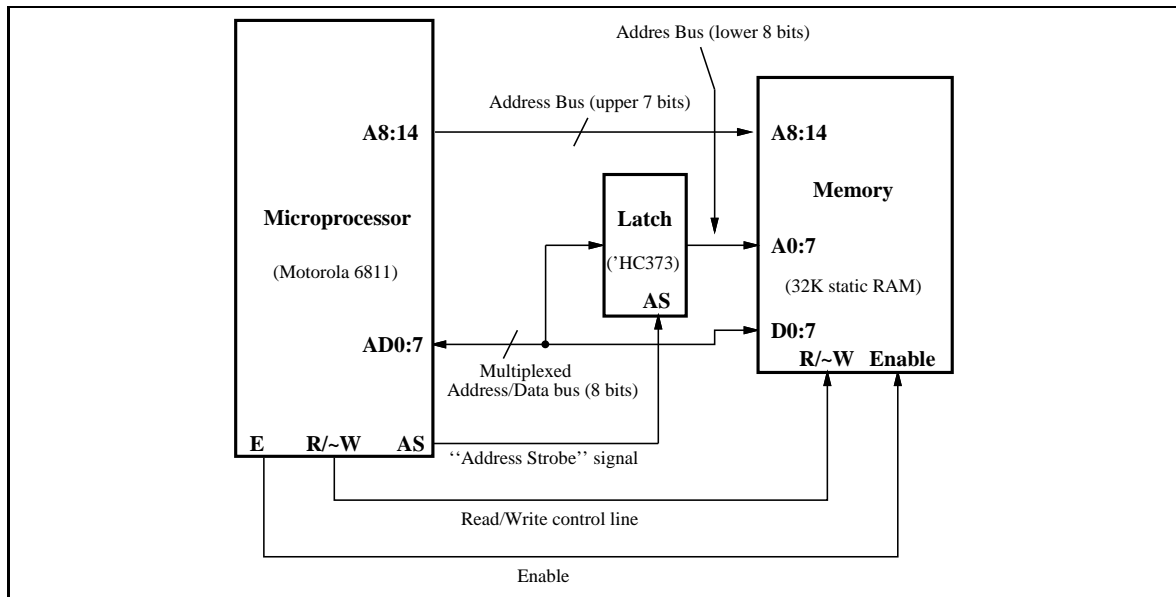 Addres Bus (lower 8 bits)
Address Bus (upper 7 bits)
A8:14
A8:14
Microprocessor
(Motorola 6811)
Latch
('HC373)
AS
Memory
A0:7
(32K static RAM)
D0:7
R/~W Enable
AD0:7
Multiplexed
Address/Data bus (8 bits)
E R/~W AS
‘‘Address Strobe’’ signal
Read/Write control line
Enable